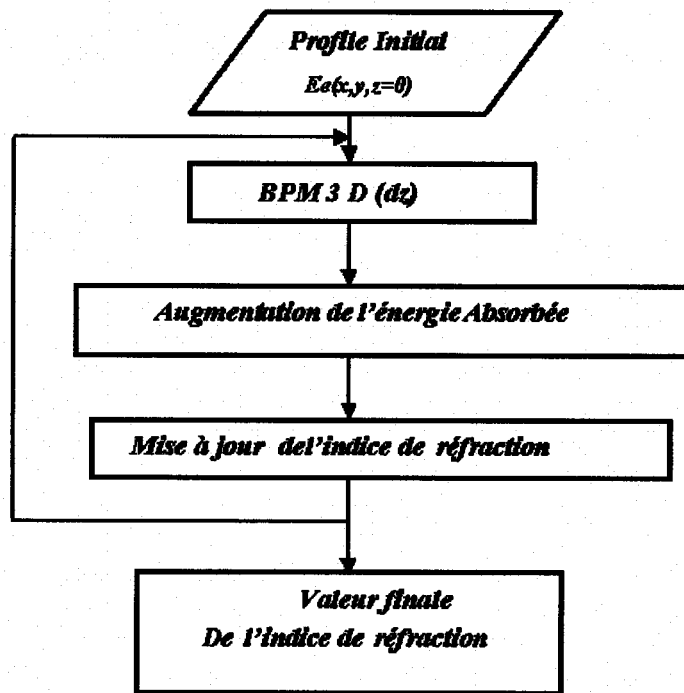 Profile Initial
Ee(x,y,z=0)
BPM 3 D (dz)
Augmentation de l'énergie Absorbée
Mise à jour del'indice de réfraction
Valeur finale
De l'indice de réfraction